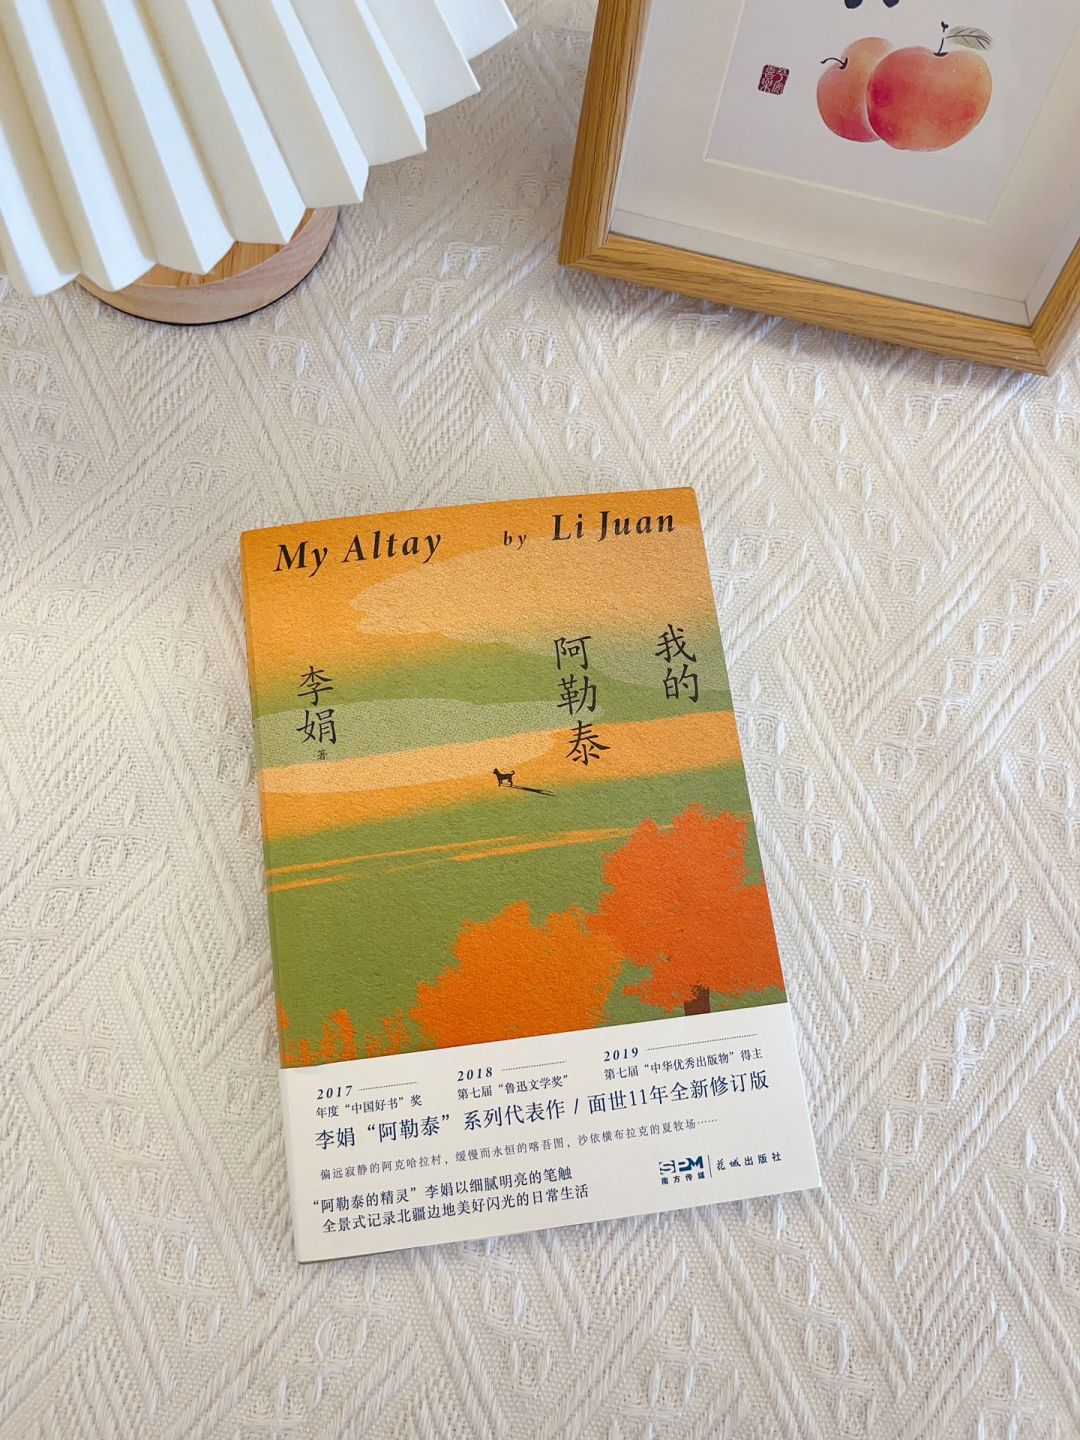 My Altay by Li Juan
我的
阿勒泰
李娟
著
2017
年度“中国好书”奖
2018
第七届“鲁迅文学奖”
2019
第七届“中华优秀出版物”得主
李娟“阿勒泰”系列代表作 / 面世11年全新修订版
偏远寂静的阿克哈拉村，缓慢而永恒的喀吾图，沙依横布拉克的夏牧场……
“阿勒泰的精灵”李娟以细腻明亮的笔触
全景式记录北疆边地美好闪光的日常生活
SPM
南方传媒
花城出版社